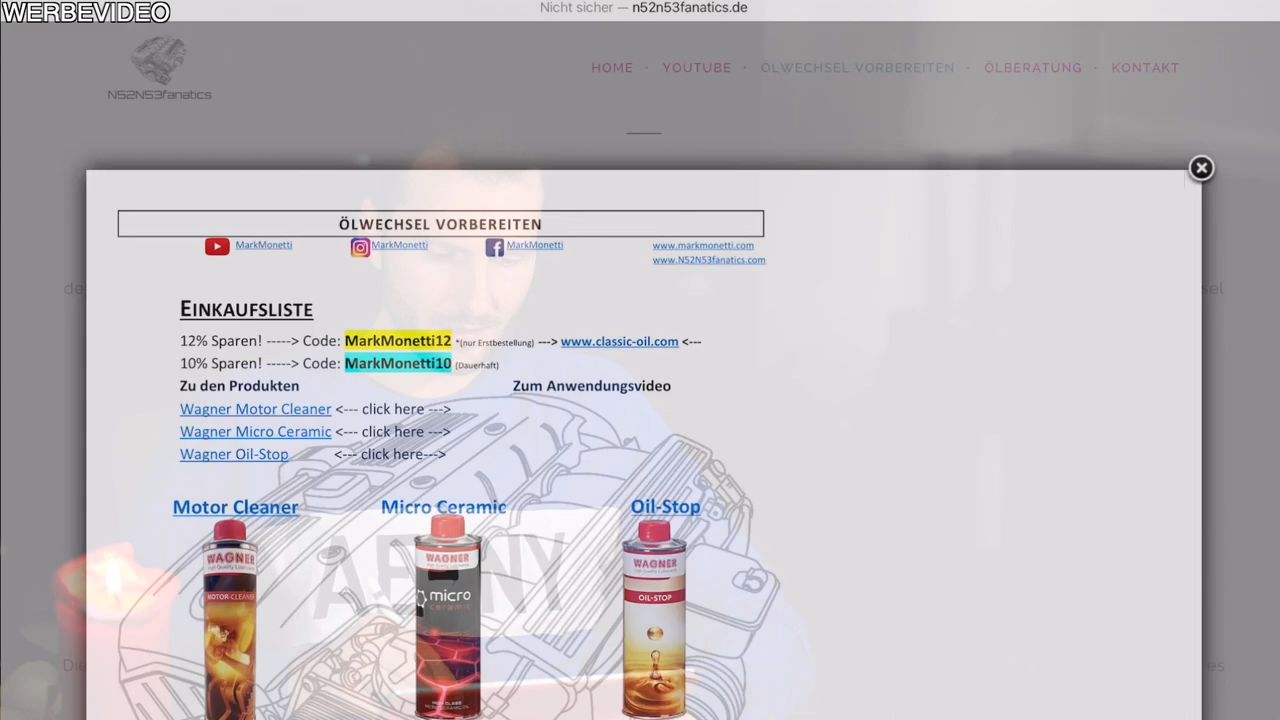 WERBEVIDEO
Nicht sicher — n52n53fanatics.de
N52N53fanatics
HOME · YOUTUBE · ÖLWECHSEL VORBEREITEN · ÖLBERATUNG · KONTAKT
ÖLWECHSEL VORBEREITEN
MarkMonetti MarkMonetti MarkMonetti www.markmonetti.com
www.N52N53fanatics.com
EINKAUFSLISTE
12% Sparen! -----> Code: MarkMonetti12 *(nur Erstbestellung) ---> www.classic-oil.com <---
10% Sparen! -----> Code: MarkMonetti10 (Dauerhaft)
Zu den Produkten Zum Anwendungsvideo
Wagner Motor Cleaner <--- click here --->
Wagner Micro Ceramic <--- click here --->
Wagner Oil-Stop <--- click here--->
Motor Cleaner Micro Ceramic Oil-Stop
WAGNER WAGNER WAGNER
MOTOR-CLEANER micro ceramic OIL-STOP